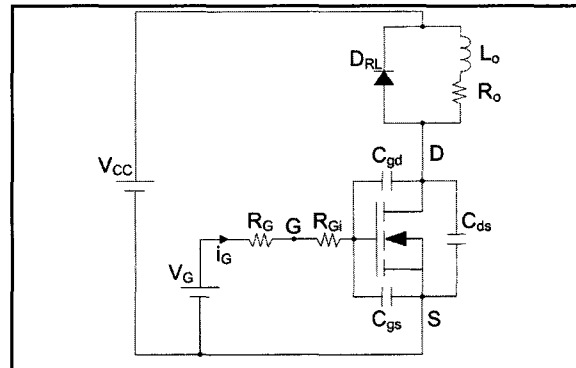 D_RL
L_o
R_o
C_gd
D
V_CC
R_G
G
R_Gi
C_ds
i_G
V_G
C_gs
S